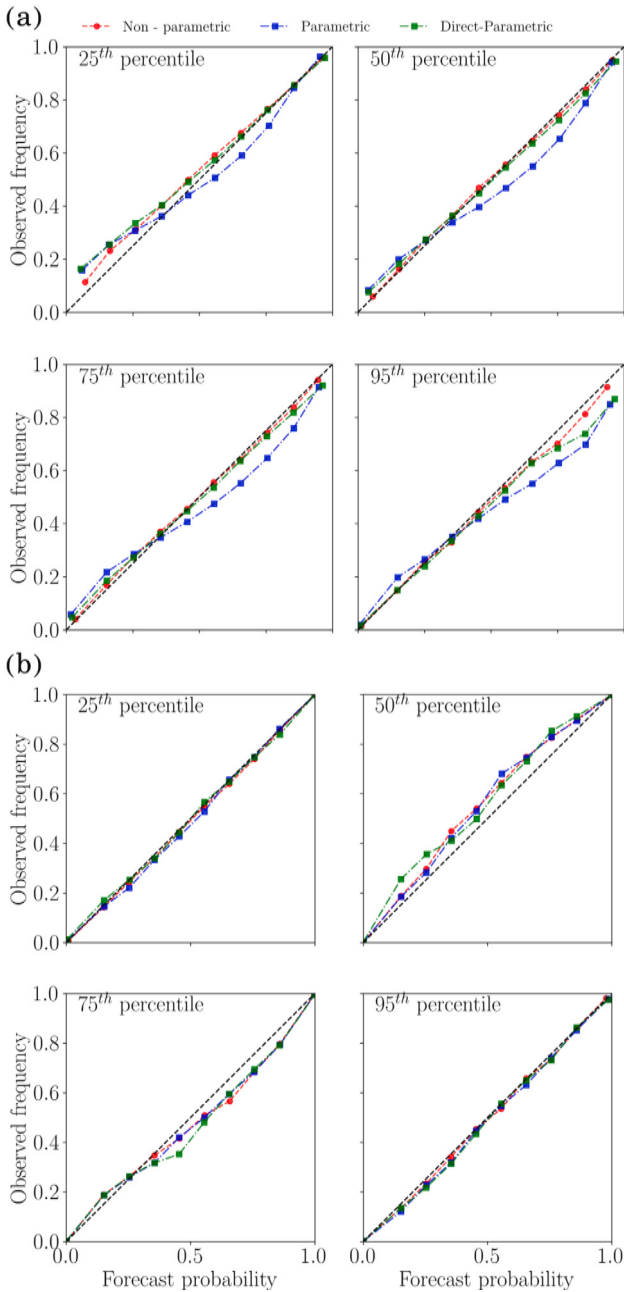 (a)
Non - parametric Parametric Direct-Parametric
25th percentile 50th percentile
1.0
0.8
0.6
0.4
0.2
0.0
Observed frequency
75th percentile 95th percentile
1.0
0.8
0.6
0.4
0.2
0.0
Observed frequency
(b)
25th percentile 50th percentile
1.0
0.8
0.6
0.4
0.2
0.0
Observed frequency
0.5 1.0
75th percentile 95th percentile
1.0
0.8
0.6
0.4
0.2
0.0
Observed frequency
0.0 0.5 1.0 0.0 0.5 1.0
Forecast probability Forecast probability